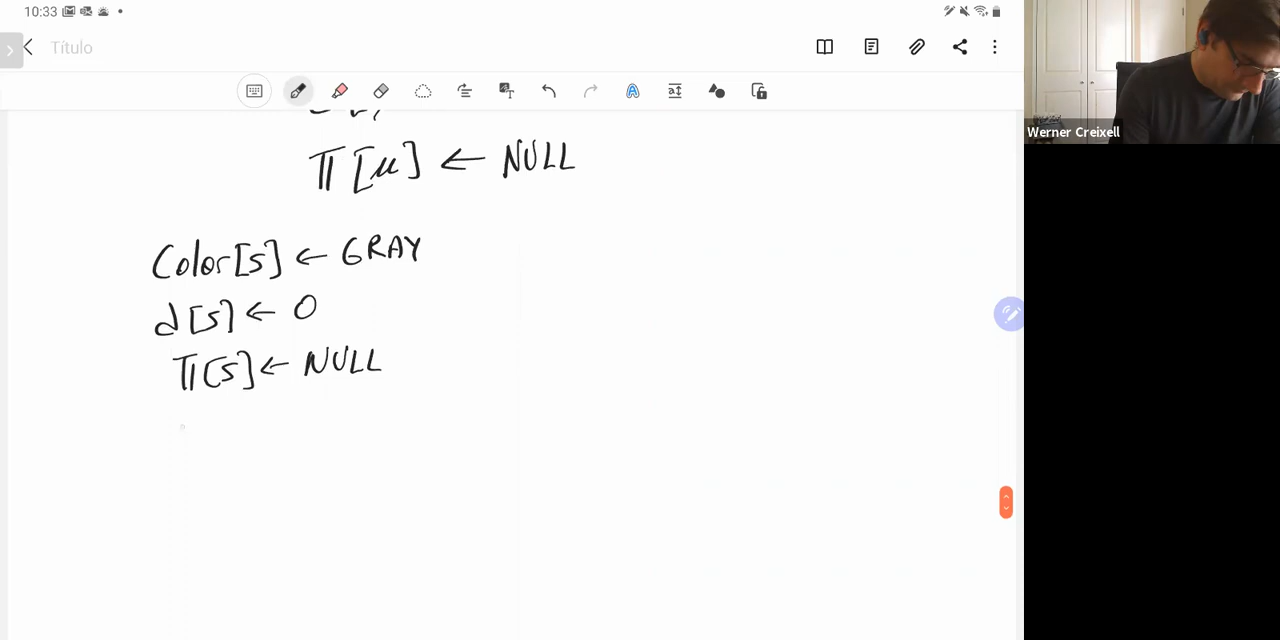 10:33
Título
π[u] ← NULL
Color[s] ← GRAY
d[s] ← 0
π[s] ← NULL
Werner Creixell